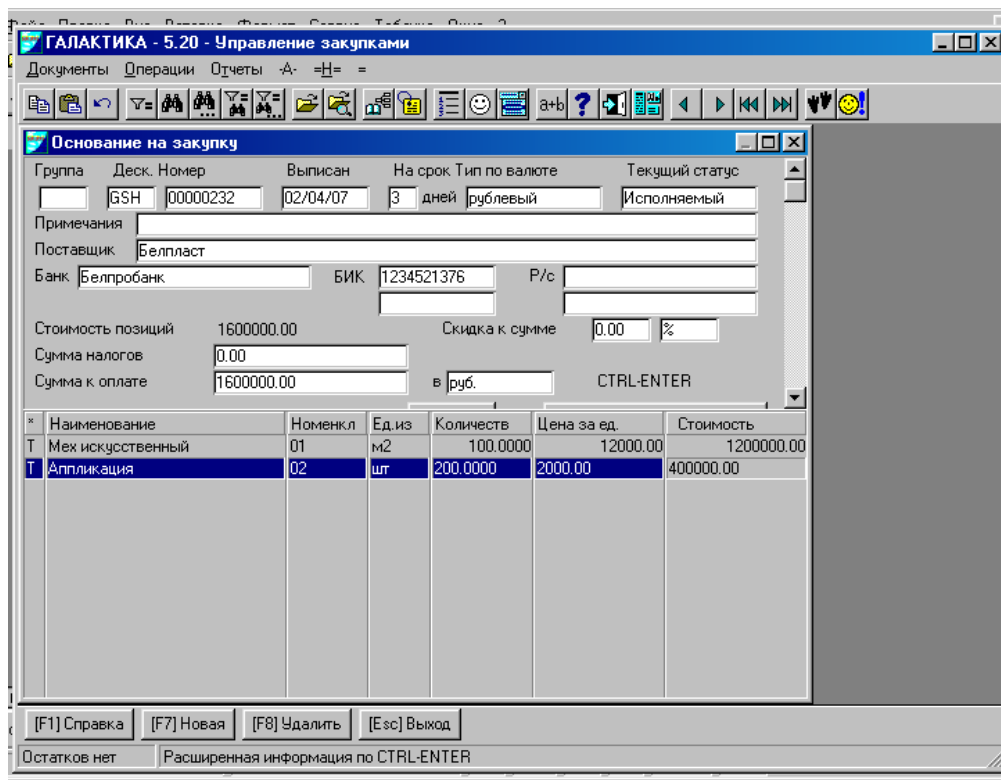 ГАЛАКТИКА - 5.20 - Управление закупками
Документы Операции Отчеты -А- =Н= =
a+b ?
Основание на закупку
Группа Деск. Номер Выписан На срок Тип по валюте Текущий статус
GSH 00000232 02/04/07 3 дней рублевый Исполняемый
Примечания
Поставщик Белпласт
Банк Белпробанк БИК 1234521376 Р/с
Стоимость позиций 1600000.00 Скидка к сумме 0.00 %
Сумма налогов 0.00
Сумма к оплате 1600000.00 в руб. CTRL-ENTER
* Наименование Номенкл Ед.из Количеств Цена за ед. Стоимость
Т Мех искусственный 01 м2 100.0000 12000.00 1200000.00
Т Аппликация 02 шт 200.0000 2000.00 400000.00
[F1] Справка [F7] Новая [F8] Удалить [Esc] Выход
Остатков нет Расширенная информация по CTRL-ENTER